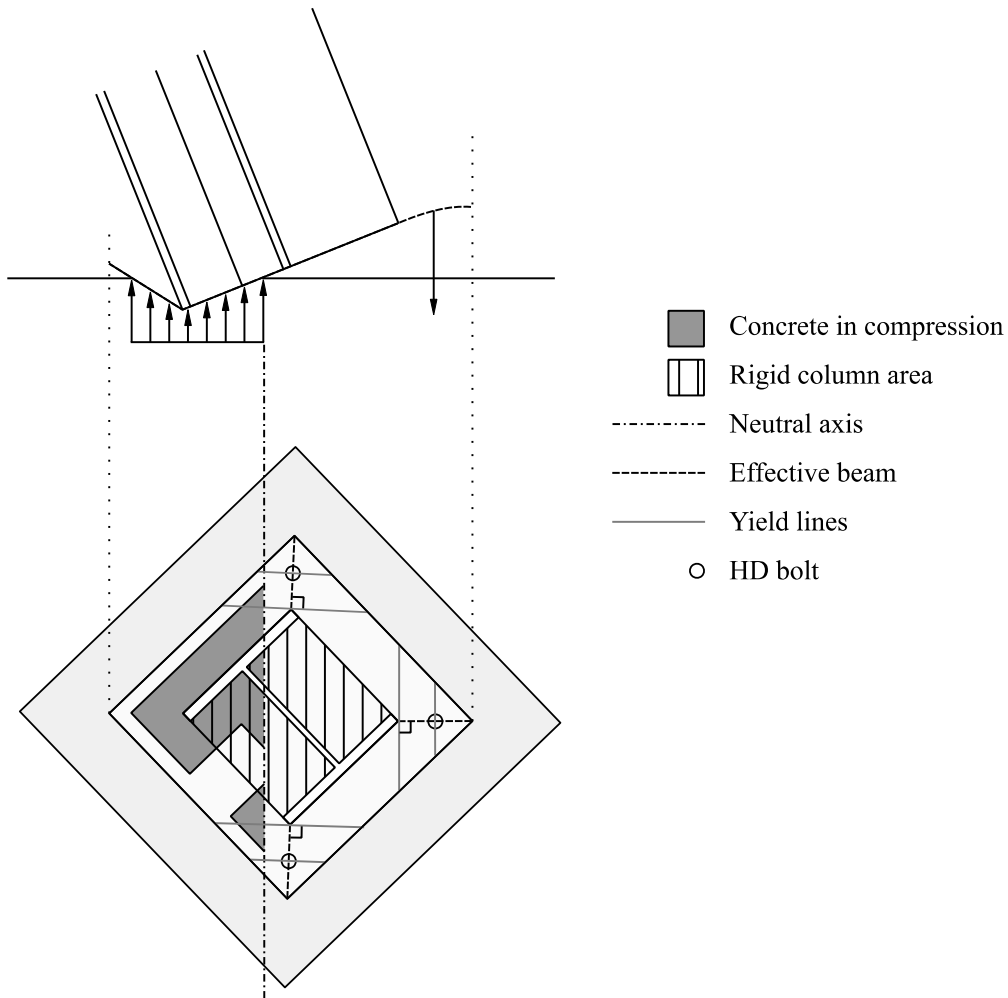 Concrete in compression
Rigid column area
Neutral axis
Effective beam
Yield lines
HD bolt